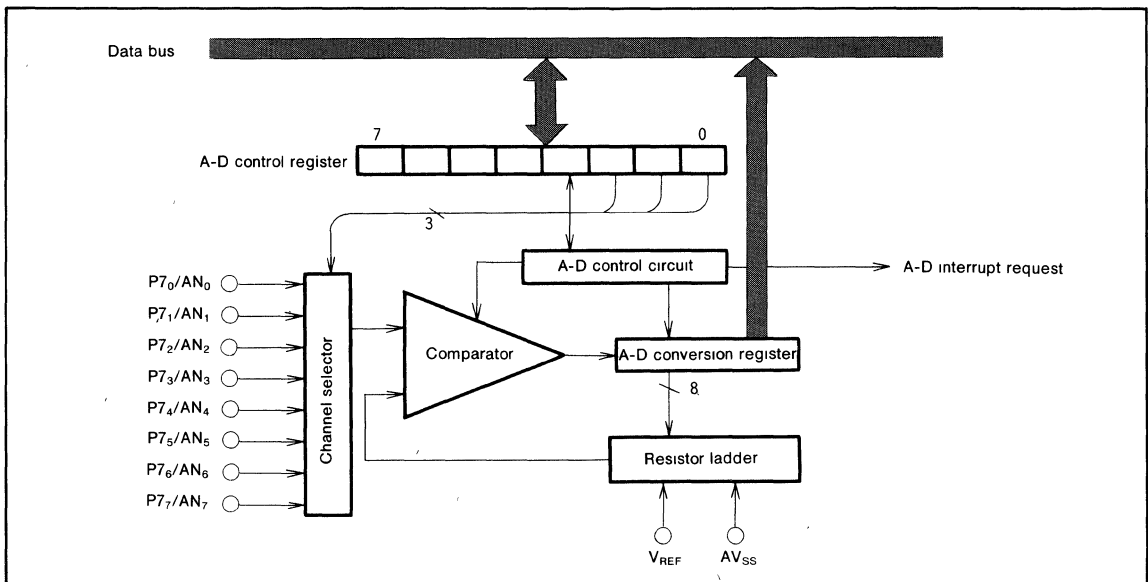 Data bus
7 0
A-D control register
3
A-D control circuit
A-D interrupt request
P7₀/AN₀
P7₁/AN₁
P7₂/AN₂
P7₃/AN₃
P7₄/AN₄
P7₅/AN₅
P7₆/AN₆
P7₇/AN₇
Channel selector
Comparator
A-D conversion register
8
Resistor ladder
V_REF AV_SS